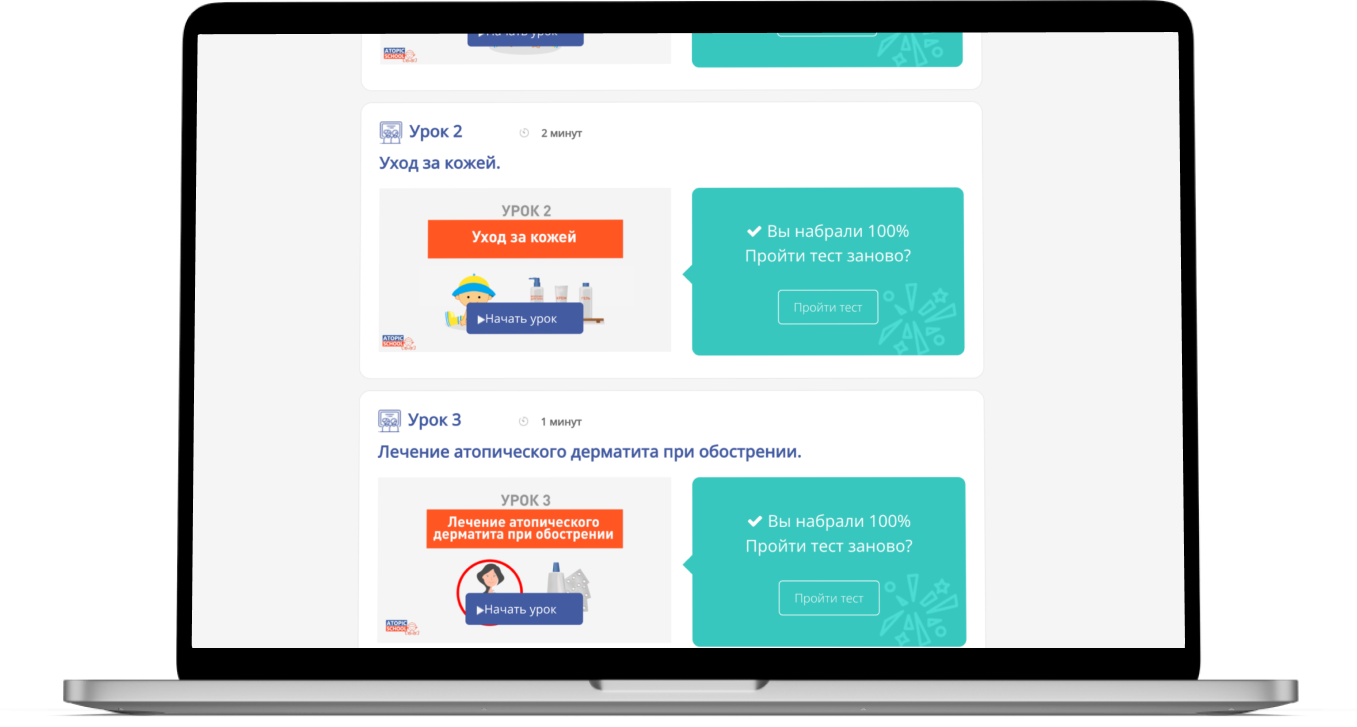 Начать урок
ATOPIC
SCHOOL
Урок 2
2 минут
Уход за кожей.
УРОК 2
Уход за кожей
Начать урок
ATOPIC
SCHOOL
Вы набрали 100%
Пройти тест заново?
Пройти тест
Урок 3
1 минут
Лечение атопического дерматита при обострении.
УРОК 3
Лечение атопического
дерматита при обострении
Начать урок
ATOPIC
SCHOOL
Вы набрали 100%
Пройти тест заново?
Пройти тест